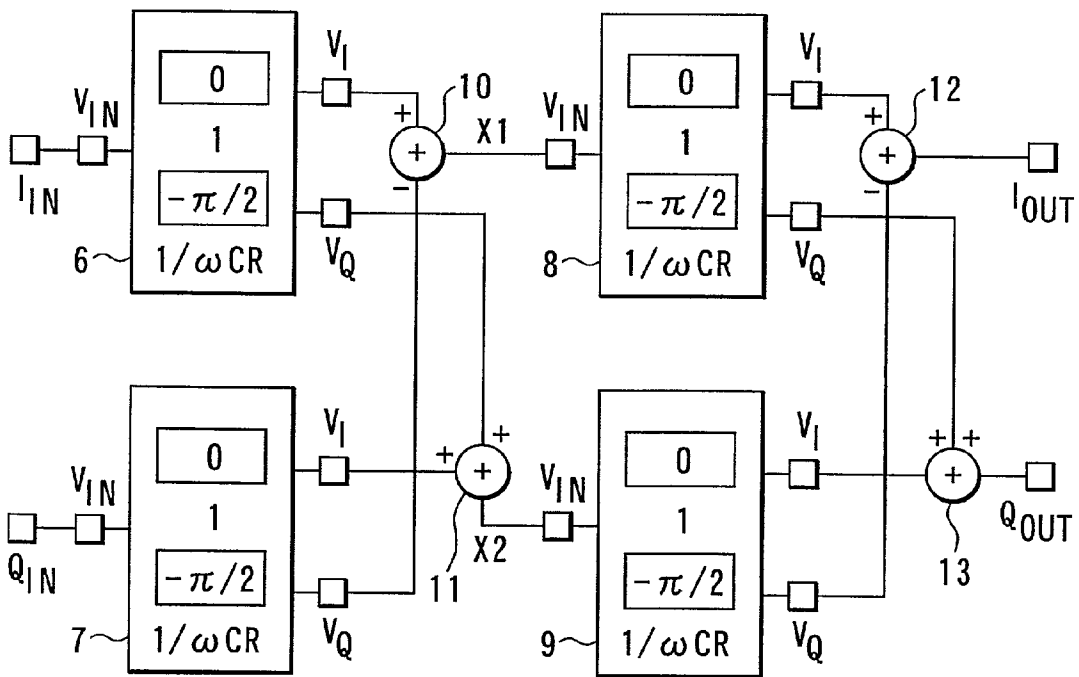 V_I
V_I
0
0
10
12
V_IN
+
V_IN
+
1
+
X1
1
+
I_IN
−
−
−π/2
−π/2
I_OUT
6
1/ωCR
V_Q
8
1/ωCR
V_Q
V_I
V_I
0
0
+
+ +
V_IN
+
+
V_IN
+
1
1
Q_OUT
Q_IN
11
X2
13
−π/2
−π/2
7
1/ωCR
V_Q
9
1/ωCR
V_Q